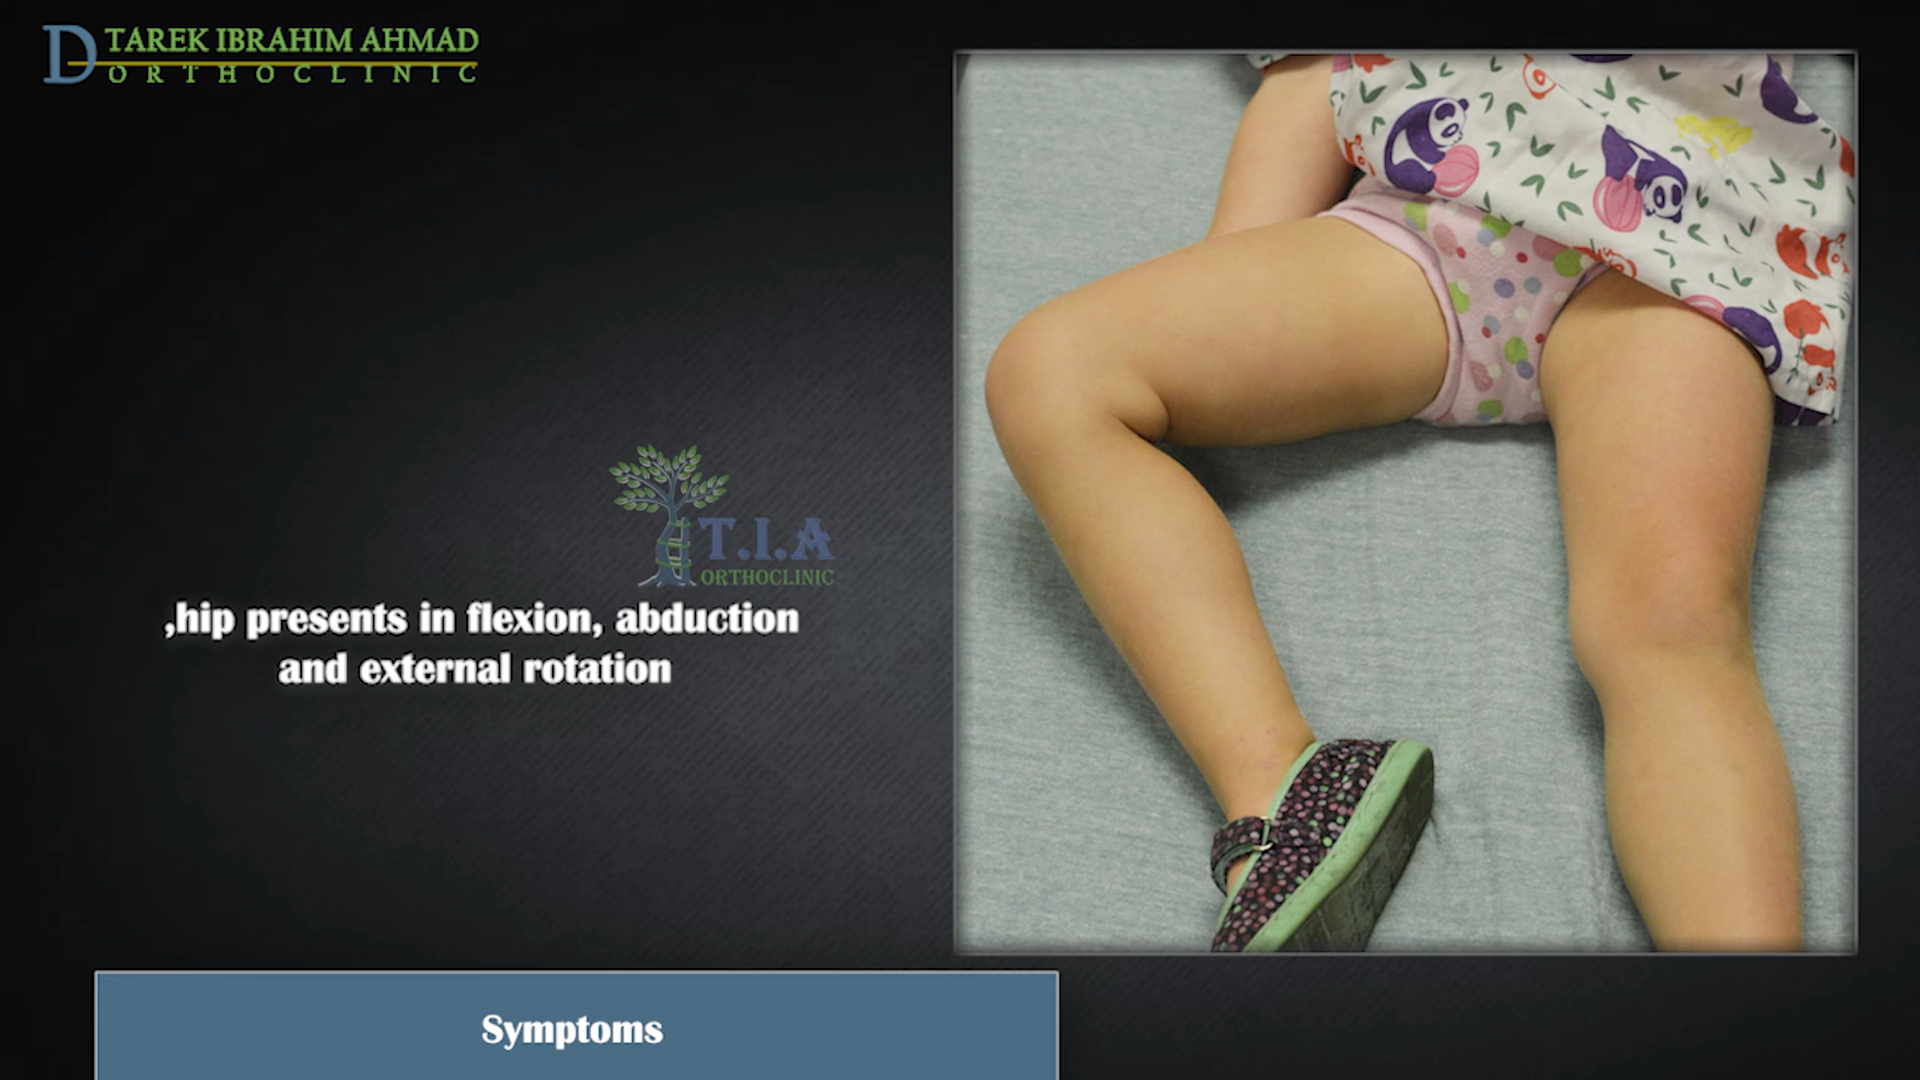 D TAREK IBRAHIM AHMAD
ORTHOCLINIC
T.I.A
ORTHOCLINIC
,hip presents in flexion, abduction
and external rotation
Symptoms